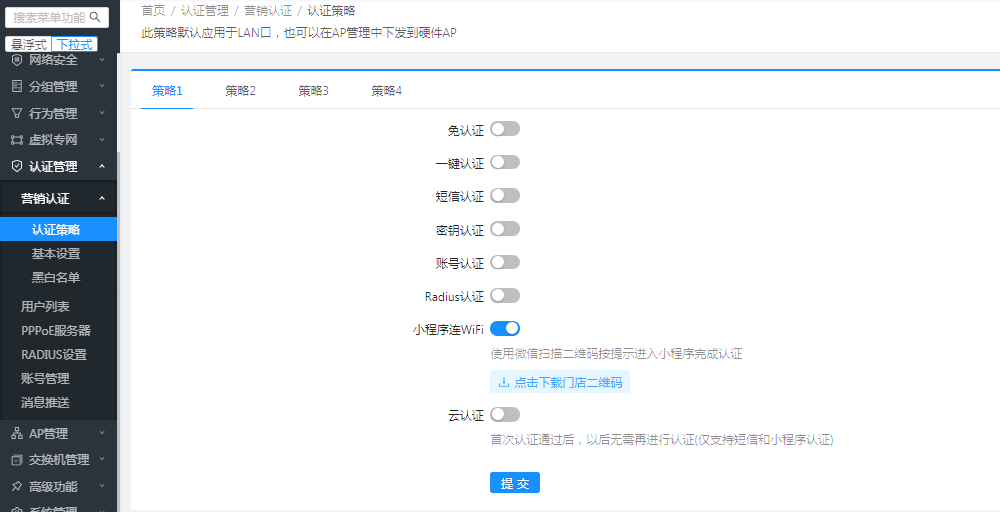 搜索菜单功能
悬浮式 下拉式
网络安全
分组管理
行为管理
虚拟专网
认证管理
营销认证
认证策略
基本设置
黑白名单
用户列表
PPPoE服务器
RADIUS设置
账号管理
消息推送
AP管理
交换机管理
高级功能
系统管理
首页 / 认证管理 / 营销认证 / 认证策略
此策略默认应用于LAN口，也可以在AP管理中下发到硬件AP
策略1 策略2 策略3 策略4
免认证
一键认证
短信认证
密钥认证
账号认证
Radius认证
小程序连WiFi
使用微信扫描二维码按提示进入小程序完成认证
点击下载门店二维码
云认证
首次认证通过后，以后无需再进行认证(仅支持短信和小程序认证)
提 交